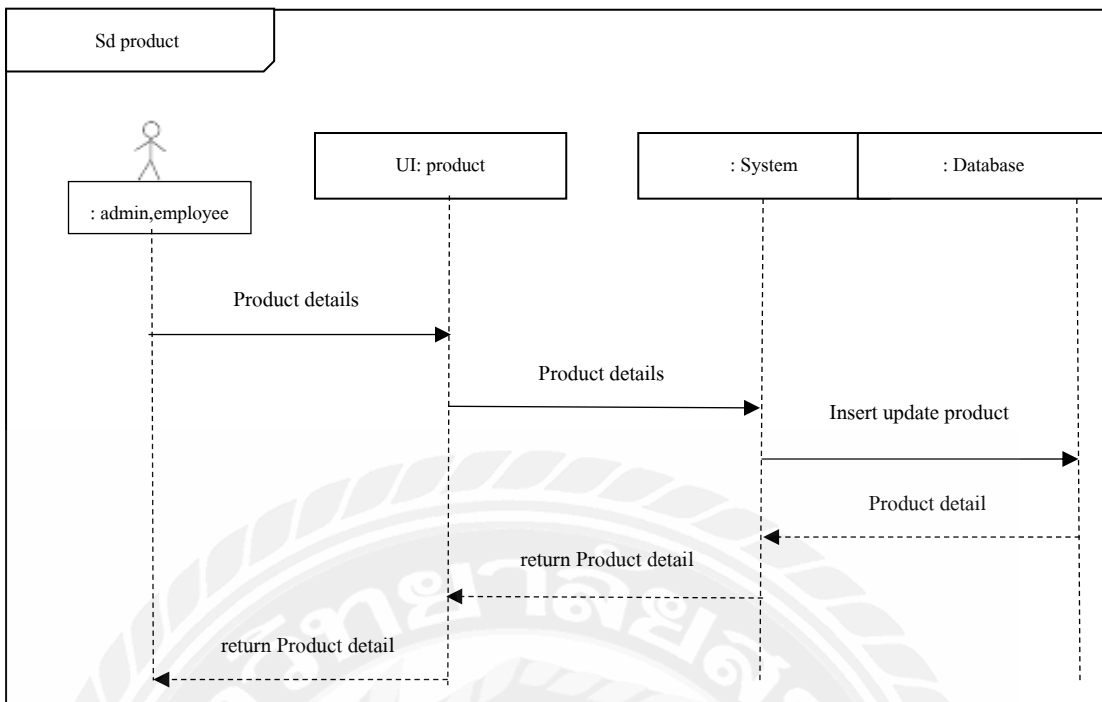 Sd product
UI: product
: System
: Database
: admin,employee
Product details
Product details
Insert update product
Product detail
return Product detail
return Product detail